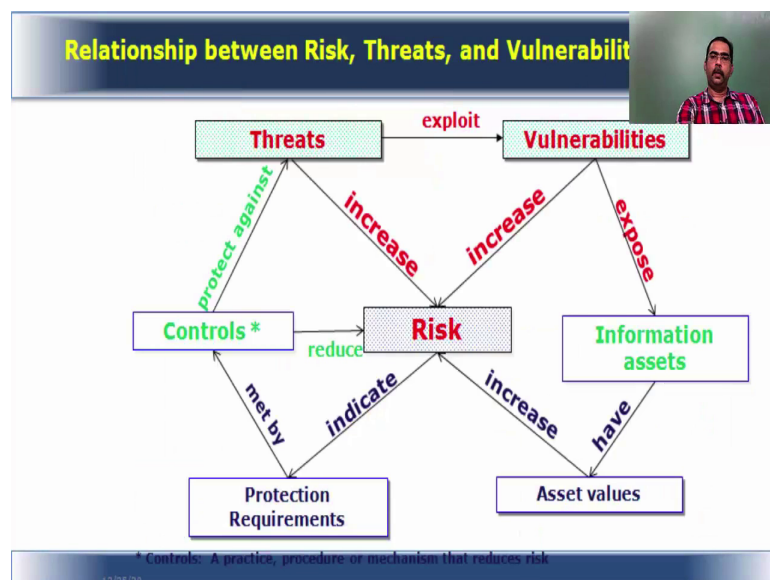 Relationship between Risk, Threats, and Vulnerabilit
Threats
exploit
Vulnerabilities
protect against
increase
increase
expose
Controls *
reduce
Risk
Information
assets
met by
indicate
increase
have
Protection
Requirements
Asset values
* Controls: A practice, procedure or mechanism that reduces risk